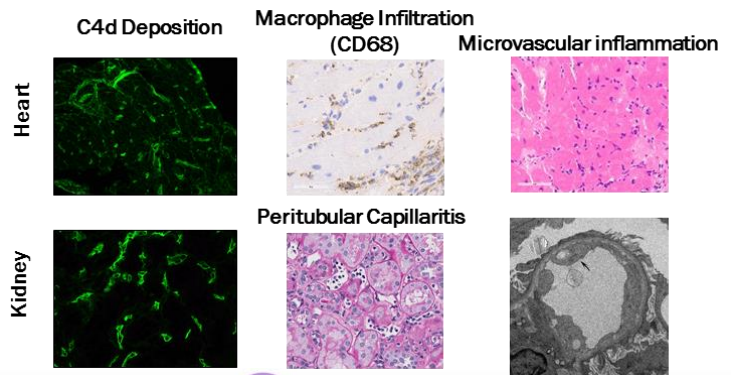 C4d Deposition
Macrophage Infiltration
(CD68)
Microvascular inflammation
Heart
Peritubular Capillaritis
Kidney